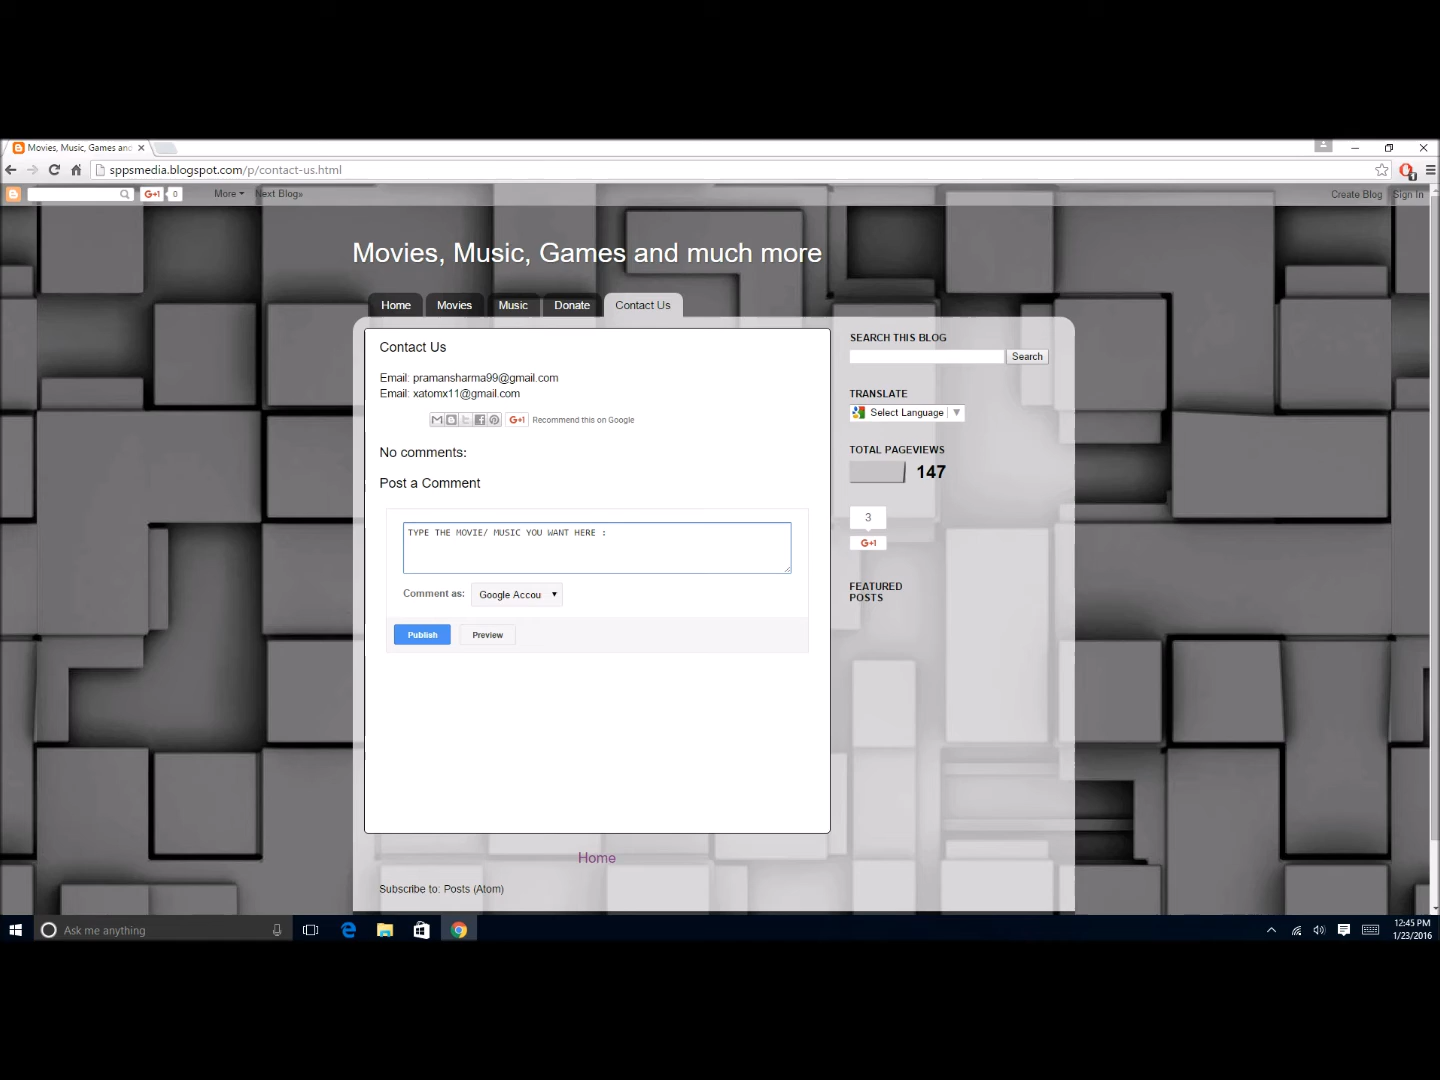 Movies, Music, Games and
sppsmedia.blogspot.com/p/contact-us.html
G+1 0 More Next Blog» Create Blog Sign In
Movies, Music, Games and much more
Home Movies Music Donate Contact Us
Contact Us
Email: pramansharma99@gmail.com
Email: xatomx11@gmail.com
G+1 Recommend this on Google
No comments:
Post a Comment
TYPE THE MOVIE/ MUSIC YOU WANT HERE :
Comment as: Google Accou
Publish Preview
Home
Subscribe to: Posts (Atom)
SEARCH THIS BLOG
Search
TRANSLATE
Select Language
TOTAL PAGEVIEWS
147
3
G+1
FEATURED
POSTS
Ask me anything
12:45 PM
1/23/2016